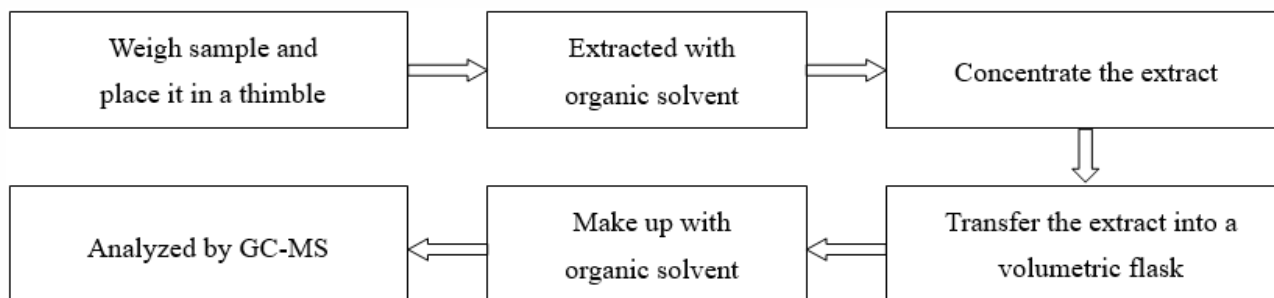 Weigh sample and
place it in a thimble
Extracted with
organic solvent
Concentrate the extract
Transfer the extract into a
volumetric flask
Make up with
organic solvent
Analyzed by GC-MS